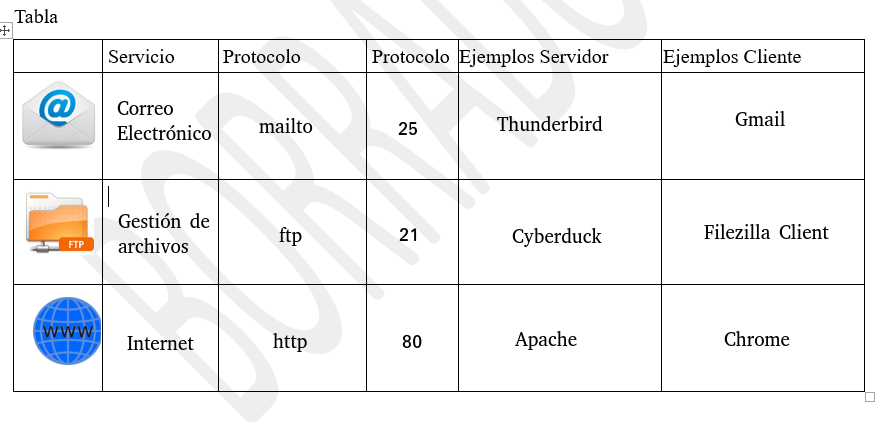 Tabla
Servicio Protocolo Protocolo Ejemplos Servidor Ejemplos Cliente
@ Correo
Electrónico mailto 25 Thunderbird Gmail
FTP Gestión de
archivos ftp 21 Cyberduck Filezilla Client
WWW Internet http 80 Apache Chrome
BORRADOR